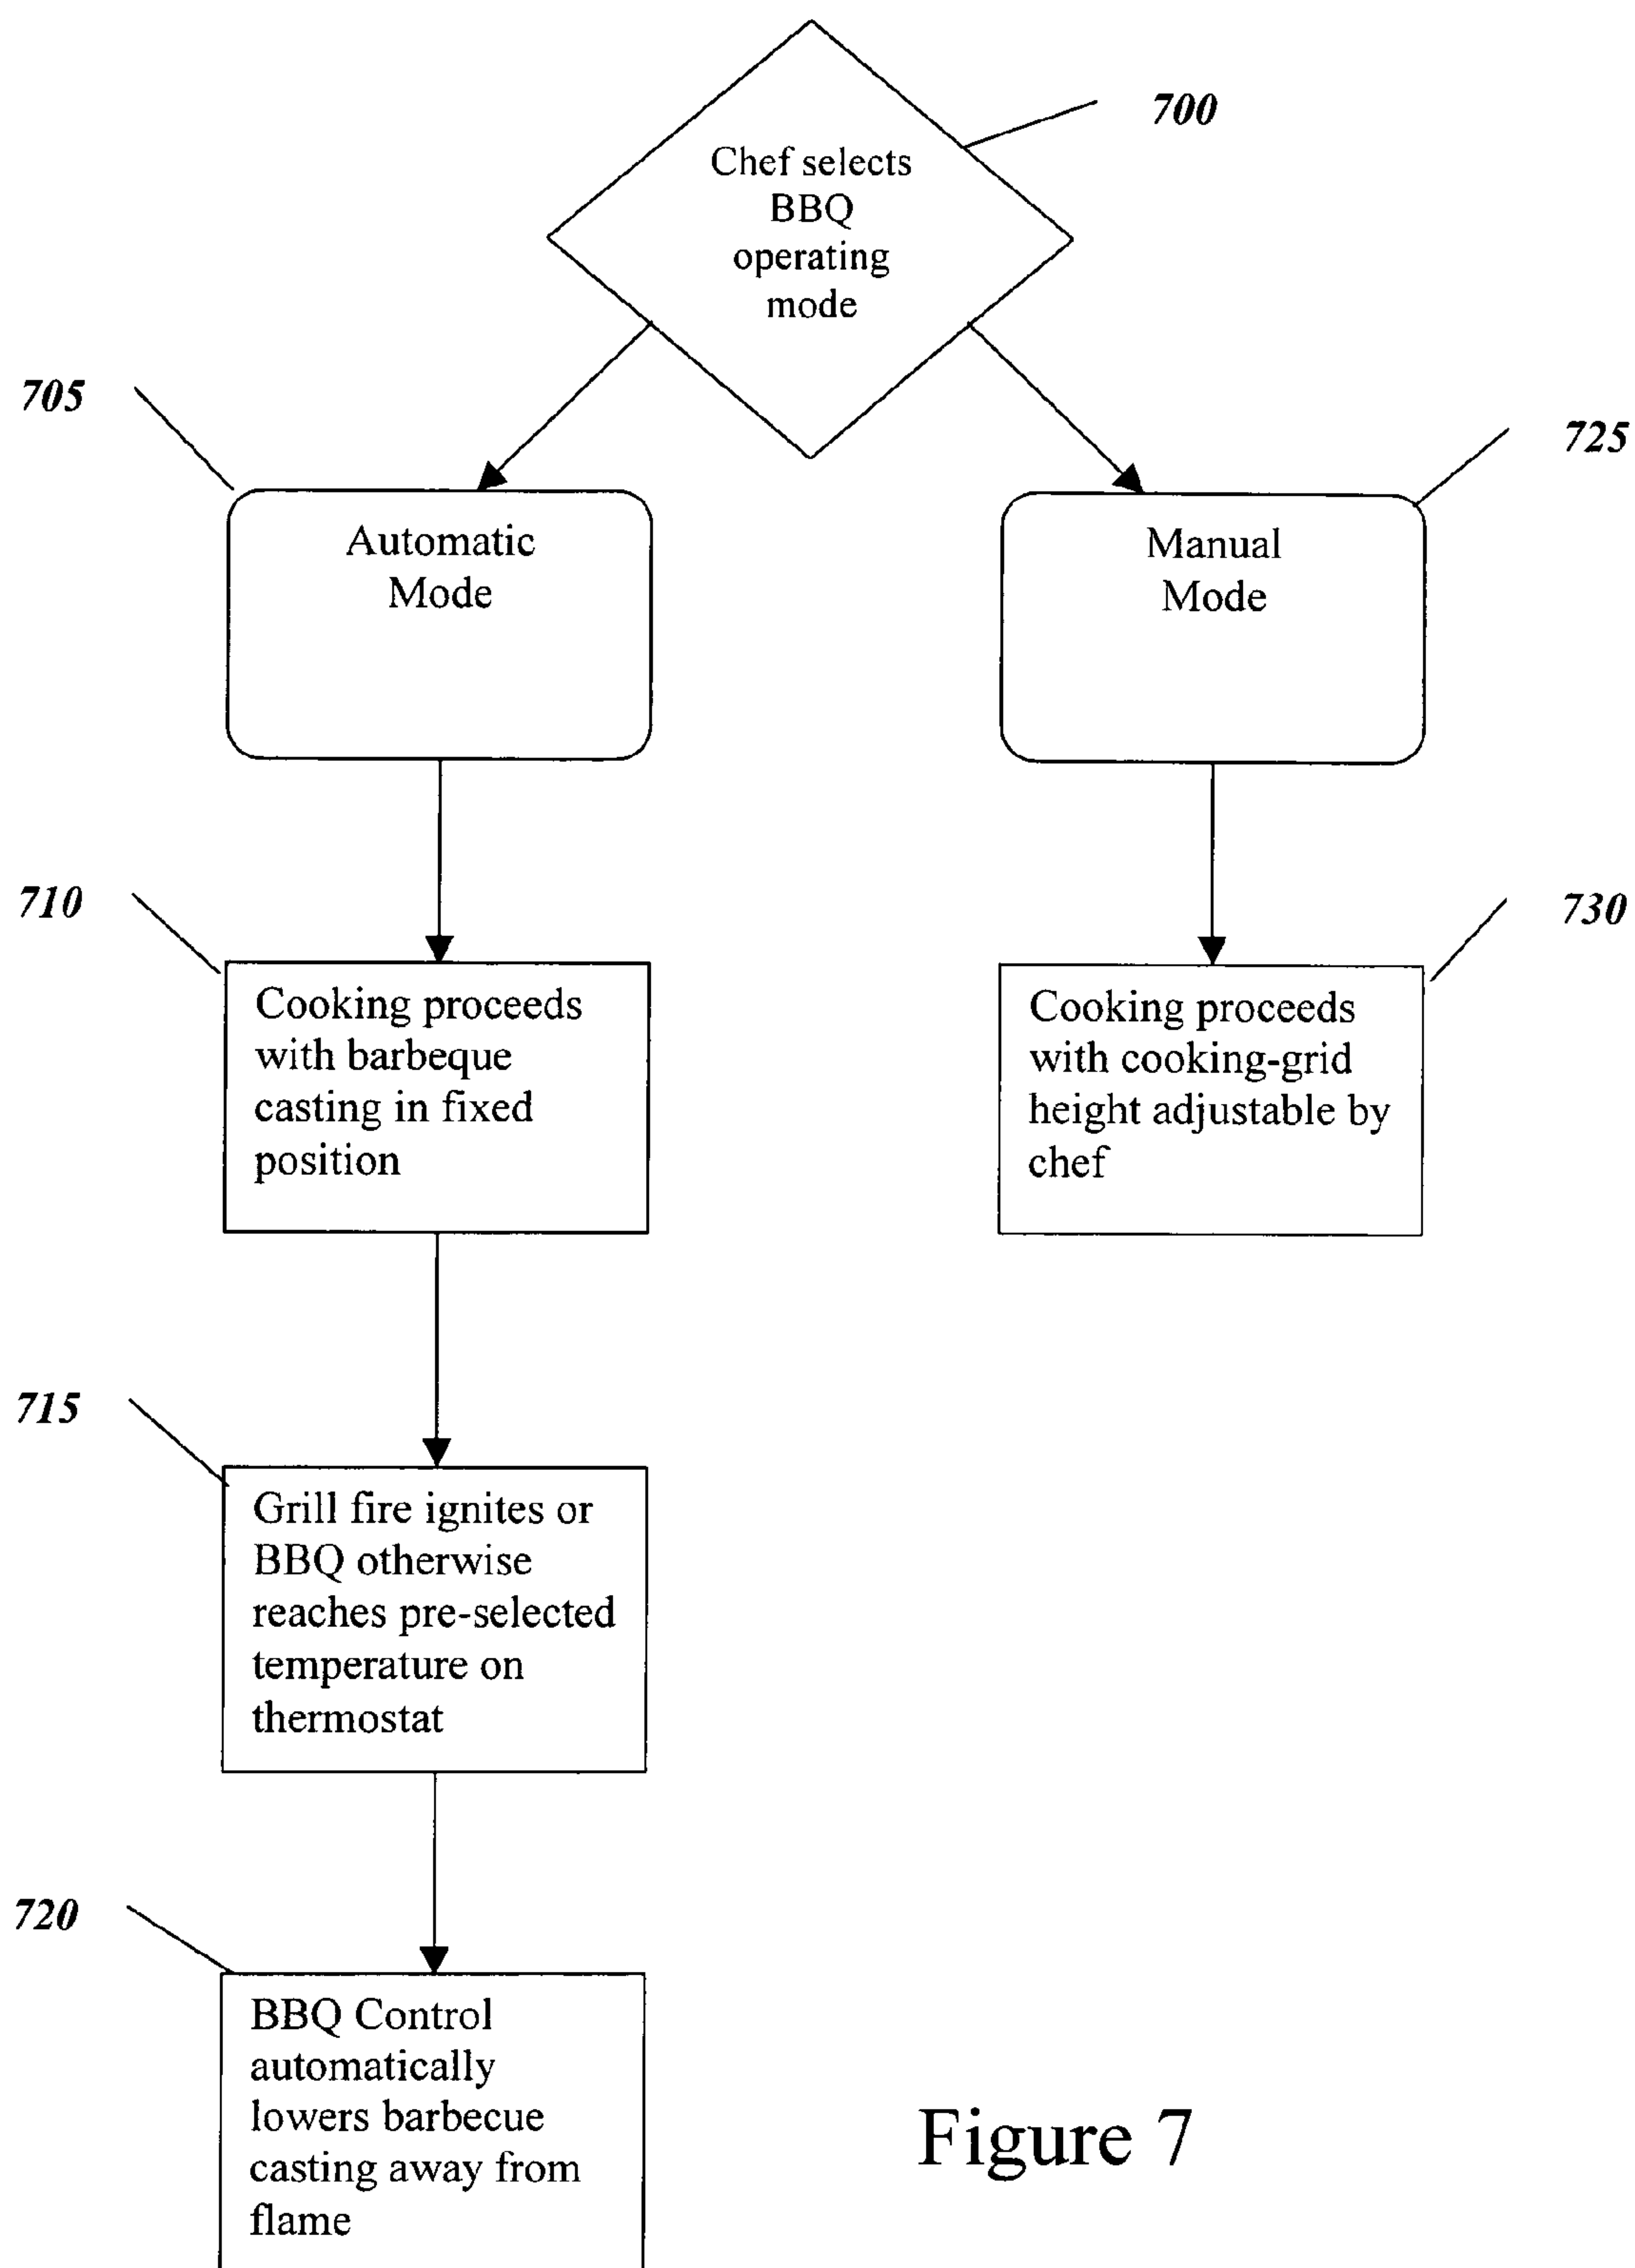 700
Chef selects
BBQ
operating
mode
705
725
Automatic
Mode
Manual
Mode
710
730
Cooking proceeds
with barbeque
casting in fixed
position
Cooking proceeds
with cooking-grid
height adjustable by
chef
715
Grill fire ignites or
BBQ otherwise
reaches pre-selected
temperature on
thermostat
720
BBQ Control
automatically
lowers barbecue
casting away from
flame
Figure 7